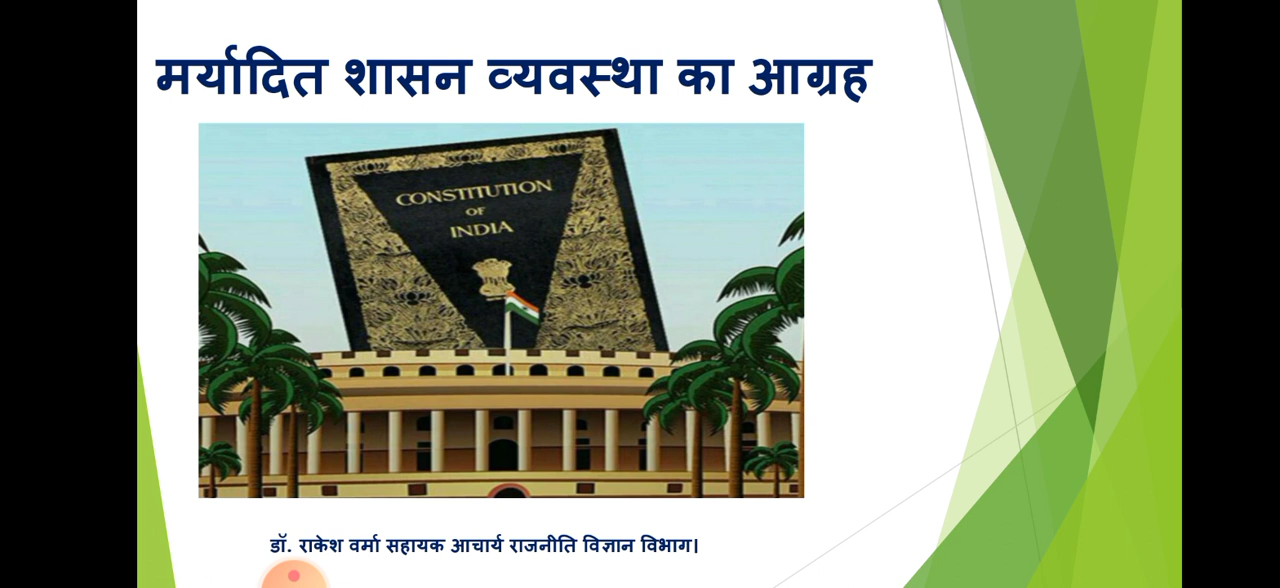 मर्यादित शासन व्यवस्था का आग्रह
CONSTITUTION
OF
INDIA
डॉ. राकेश वर्मा सहायक आचार्य राजनीति विज्ञान विभाग।